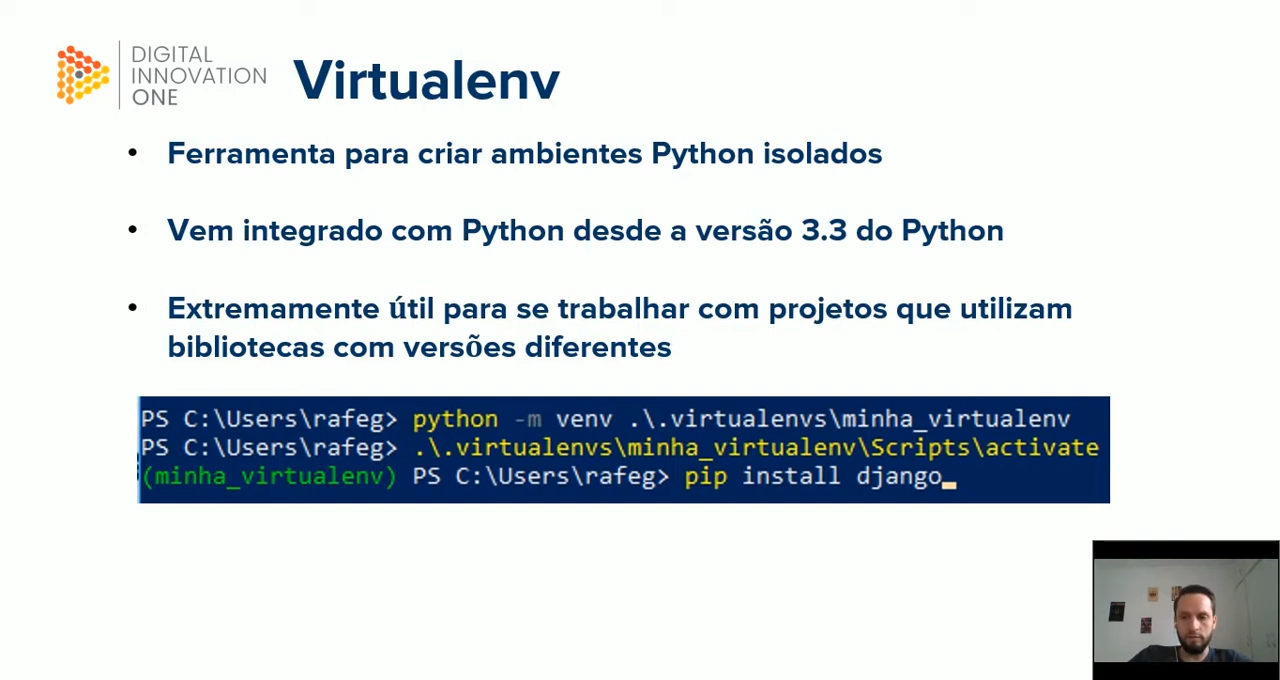 DIGITAL
INNOVATION
ONE
Virtualenv
• Ferramenta para criar ambientes Python isolados
• Vem integrado com Python desde a versão 3.3 do Python
• Extremamente útil para se trabalhar com projetos que utilizam
bibliotecas com versões diferentes
PS C:\Users\rafeg> python -m venv .\.virtualenvs\minha_virtualenv
PS C:\Users\rafeg> .\.virtualenvs\minha_virtualenv\Scripts\activate
(minha_virtualenv) PS C:\Users\rafeg> pip install django